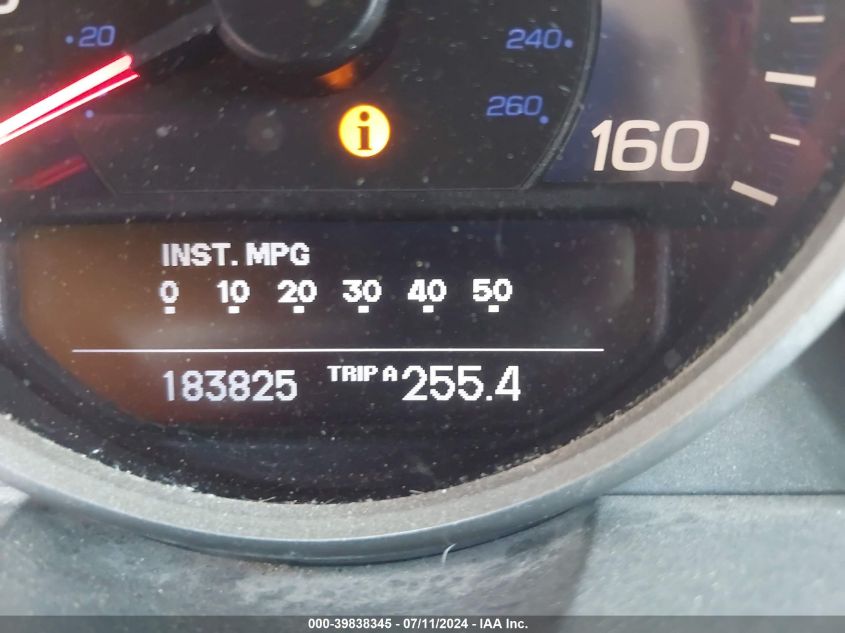 20 240
260
i 160
INST. MPG
0 10 20 30 40 50
183825 TRIP A 255.4
000-39838345 - 07/11/2024 - IAA Inc.